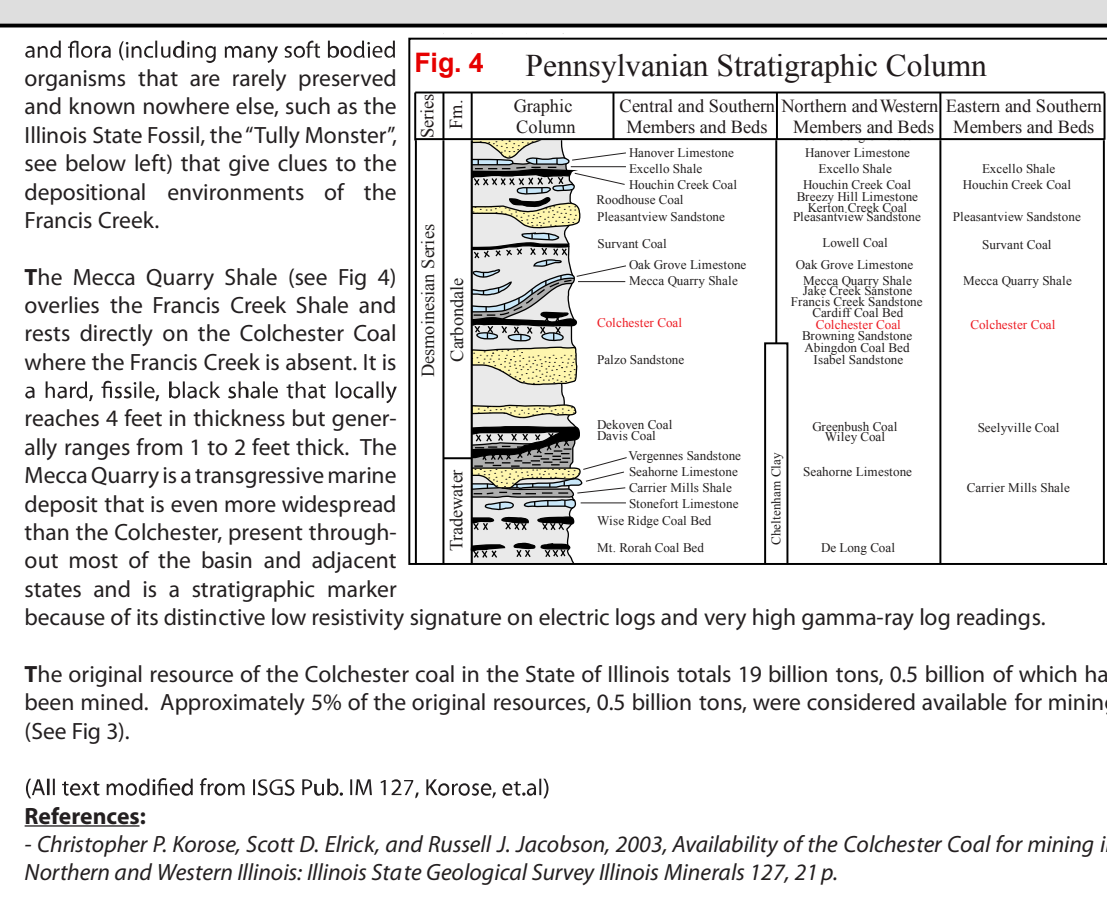 and flora (including many soft bodied
organisms that are rarely preserved
and known nowhere else, such as the
Illinois State Fossil, the “Tully Monster”,
see below left) that give clues to the
depositional environments of the
Francis Creek.
The Mecca Quarry Shale (see Fig 4)
overlies the Francis Creek Shale and
rests directly on the Colchester Coal
where the Francis Creek is absent. It is
a hard, fissile, black shale that locally
reaches 4 feet in thickness but gener-
ally ranges from 1 to 2 feet thick. The
Mecca Quarry is a transgressive marine
deposit that is even more widespread
than the Colchester, present through-
out most of the basin and adjacent
states and is a stratigraphic marker
because of its distinctive low resistivity signature on electric logs and very high gamma-ray log readings.
Fig. 4
Pennsylvanian Stratigraphic Column
Series
Fm.
Graphic
Column
Central and Southern
Members and Beds
Northern and Western
Members and Beds
Eastern and Southern
Members and Beds
Desmoinesian Series
Carbondale
Tradewater
Hanover Limestone
Excello Shale
Houchin Creek Coal
Roodhouse Coal
Pleasantview Sandstone
Survant Coal
Oak Grove Limestone
Mecca Quarry Shale
Colchester Coal
Palzo Sandstone
Dekoven Coal
Davis Coal
Vergennes Sandstone
Seahorne Limestone
Carrier Mills Shale
Stonefort Limestone
Wise Ridge Coal Bed
Mt. Rorah Coal Bed
Cheltenham Clay
Hanover Limestone
Excello Shale
Houchin Creek Coal
Breezy Hill Limestone
Kerton Creek Coal
Pleasantview Sandstone
Lowell Coal
Oak Grove Limestone
Mecca Quarry Shale
Jake Creek Sanstone
Francis Creek Sandstone
Cardiff Coal Bed
Colchester Coal
Browning Sandstone
Abingdon Coal Bed
Isabel Sandstone
Greenbush Coal
Wiley Coal
Seahorne Limestone
De Long Coal
Excello Shale
Houchin Creek Coal
Pleasantview Sandstone
Survant Coal
Mecca Quarry Shale
Colchester Coal
Seelyville Coal
Carrier Mills Shale
The original resource of the Colchester coal in the State of Illinois totals 19 billion tons, 0.5 billion of which ha
been mined. Approximately 5% of the original resources, 0.5 billion tons, were considered available for mining
(See Fig 3).
(All text modified from ISGS Pub. IM 127, Korose, et.al)
References:
- Christopher P. Korose, Scott D. Elrick, and Russell J. Jacobson, 2003, Availability of the Colchester Coal for mining i
Northern and Western Illinois: Illinois State Geological Survey Illinois Minerals 127, 21 p.